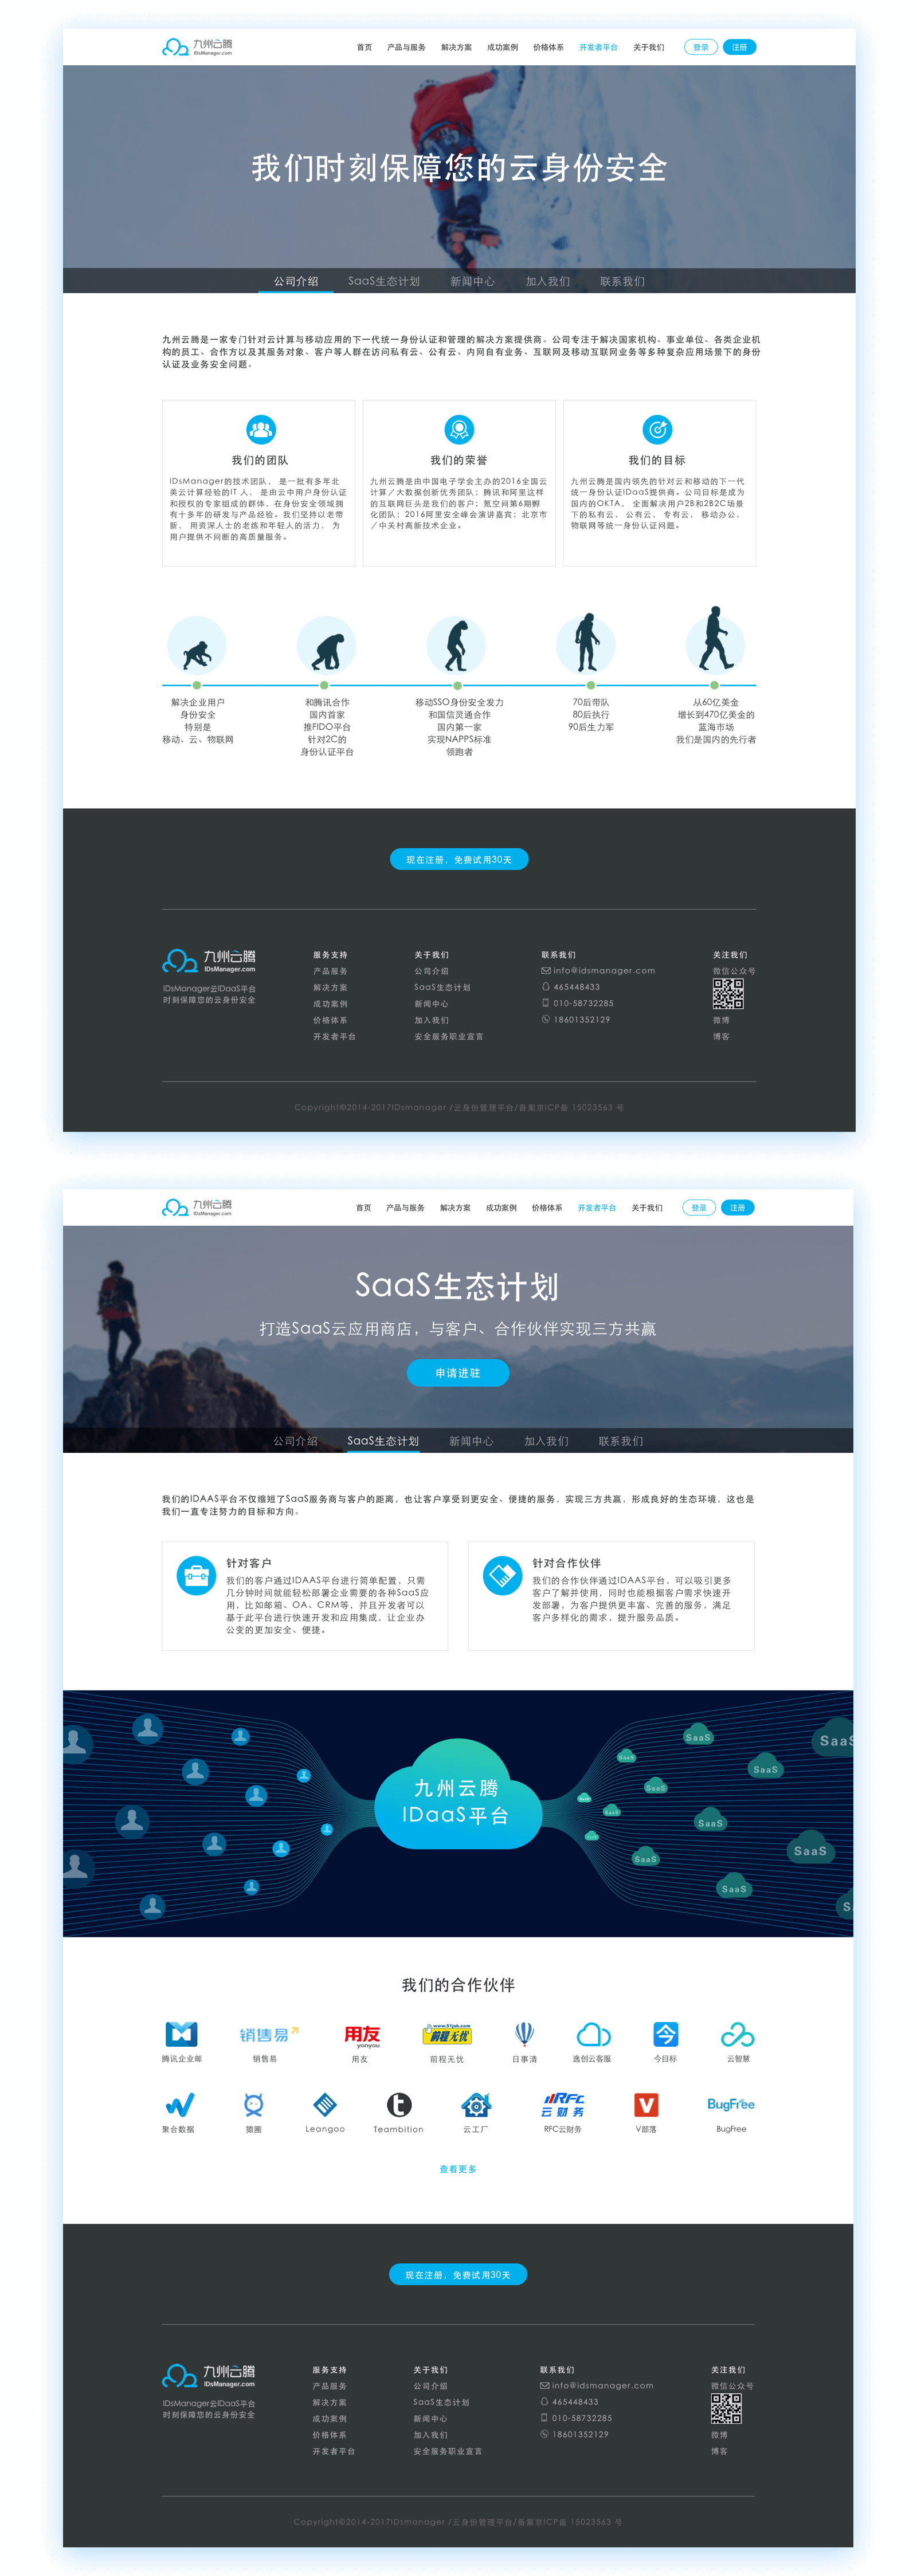 九州云腾
IDsManager.com
首页 产品与服务 解决方案 成功案例 价格体系 开发者平台 关于我们 登录 注册
我们时刻保障您的云身份安全
公司介绍 SaaS生态计划 新闻中心 加入我们 联系我们
九州云腾是一家专门针对云计算与移动应用的下一代统一身份认证和管理的解决方案提供商。公司专注于解决国家机构、事业单位、各类企业机
构的员工、合作方以及其服务对象、客户等人群在访问私有云、公有云、内网自有业务、互联网及移动互联网业务等多种复杂应用场景下的身份
认证及业务安全问题。
我们的团队
IDsManager的技术团队，是一批有多年北
美云计算经验的IT 人，是由云中用户身份认证
和授权的专家组成的群体，在身份安全领域拥
有十多年的研发与产品经验。我们坚持以老带
新，用资深人士的老练和年轻人的活力，为
用户提供不间断的高质量服务。
我们的荣誉
九州云腾是由中国电子学会主办的2016全国云
计算／大数据创新优秀团队；腾讯和阿里这样
的互联网巨头是我们的客户；氪空间第6期孵
化团队；2016阿里安全峰会演讲嘉宾；北京市
／中关村高新技术企业。
我们的目标
九州云腾是国内领先的针对云和移动的下一代
统一身份认证IDaaS提供商。公司目标是成为
国内的OKTA，全面解决用户2B和2B2C场景
下的私有云，公有云，专有云，移动办公，
物联网等统一身份认证问题。
解决企业用户
身份安全
特别是
移动、云、物联网
和腾讯合作
国内首家
推FIDO平台
针对2C的
身份认证平台
移动SSO身份安全发力
和国信灵通合作
国内第一家
实现NAPPS标准
领跑者
70后带队
80后执行
90后生力军
从60亿美金
增长到470亿美金的
蓝海市场
我们是国内的先行者
现在注册，免费试用30天
九州云腾
IDsManager.com
IDsManager云IDaaS平台
时刻保障您的云身份安全
服务支持
产品服务
解决方案
成功案例
价格体系
开发者平台
关于我们
公司介绍
SaaS生态计划
新闻中心
加入我们
安全服务职业宣言
联系我们
info@idsmanager.com
465448433
010-58732285
18601352129
关注我们
微信公众号
微博
博客
Copyright©2014-2017IDsmanager /云身份管理平台/备案京ICP备 15023563 号
九州云腾
IDsManager.com
首页 产品与服务 解决方案 成功案例 价格体系 开发者平台 关于我们 登录 注册
SaaS生态计划
打造SaaS云应用商店，与客户、合作伙伴实现三方共赢
申请进驻
公司介绍 SaaS生态计划 新闻中心 加入我们 联系我们
我们的IDAAS平台不仅缩短了SaaS服务商与客户的距离，也让客户享受到更安全、便捷的服务，实现三方共赢，形成良好的生态环境，这也是
我们一直专注努力的目标和方向。
针对客户
我们的客户通过IDAAS平台进行简单配置，只需
几分钟时间就能轻松部署企业需要的各种SaaS应
用，比如邮箱、OA、CRM等，并且开发者可以
基于此平台进行快速开发和应用集成，让企业办
公变的更加安全、便捷。
针对合作伙伴
我们的合作伙伴通过IDAAS平台，可以吸引更多
客户了解并使用，同时也能根据客户需求快速开
发部署，为客户提供更丰富、完善的服务，满足
客户多样化的需求，提升服务品质。
九州云腾
IDaaS平台
SaaS
SaaS
SaaS
SaaS
SaaS
SaaS
SaaS
SaaS
SaaS
我们的合作伙伴
销售易
用友
yonyou
www.51job.com
前程无忧
今
腾讯企业邮 销售易 用友 前程无忧 日事清 逸创云客服 今目标 云智慧
t
RFC
云财务
V
BugFree
聚合数据 猿圈 Leangoo Teambition 云工厂 RFC云财务 V部落 BugFree
查看更多
现在注册，免费试用30天
九州云腾
IDsManager.com
IDsManager云IDaaS平台
时刻保障您的云身份安全
服务支持
产品服务
解决方案
成功案例
价格体系
开发者平台
关于我们
公司介绍
SaaS生态计划
新闻中心
加入我们
安全服务职业宣言
联系我们
info@idsmanager.com
465448433
010-58732285
18601352129
关注我们
微信公众号
微博
博客
Copyright©2014-2017IDsmanager /云身份管理平台/备案京ICP备 15023563 号